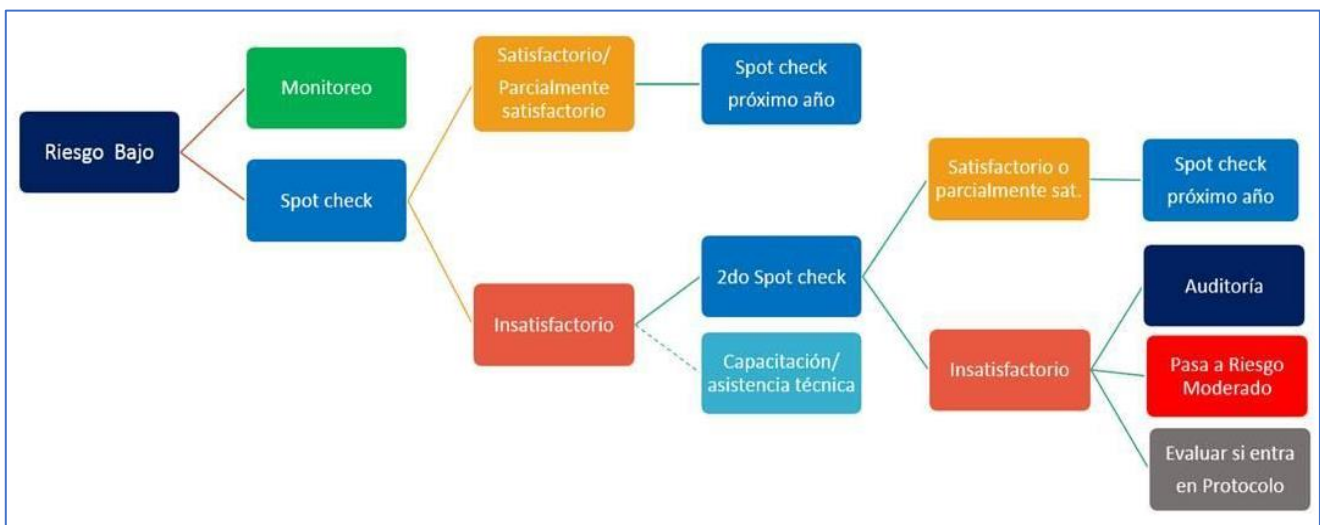 Riesgo Bajo
Monitoreo
Spot check
Satisfactorio/
Parcialmente
satisfactorio
Spot check
próximo año
Insatisfactorio
2do Spot check
Capacitación/
asistencia técnica
Satisfactorio o
parcialmente sat.
Spot check
próximo año
Insatisfactorio
Auditoría
Pasa a Riesgo
Moderado
Evaluar si entra
en Protocolo